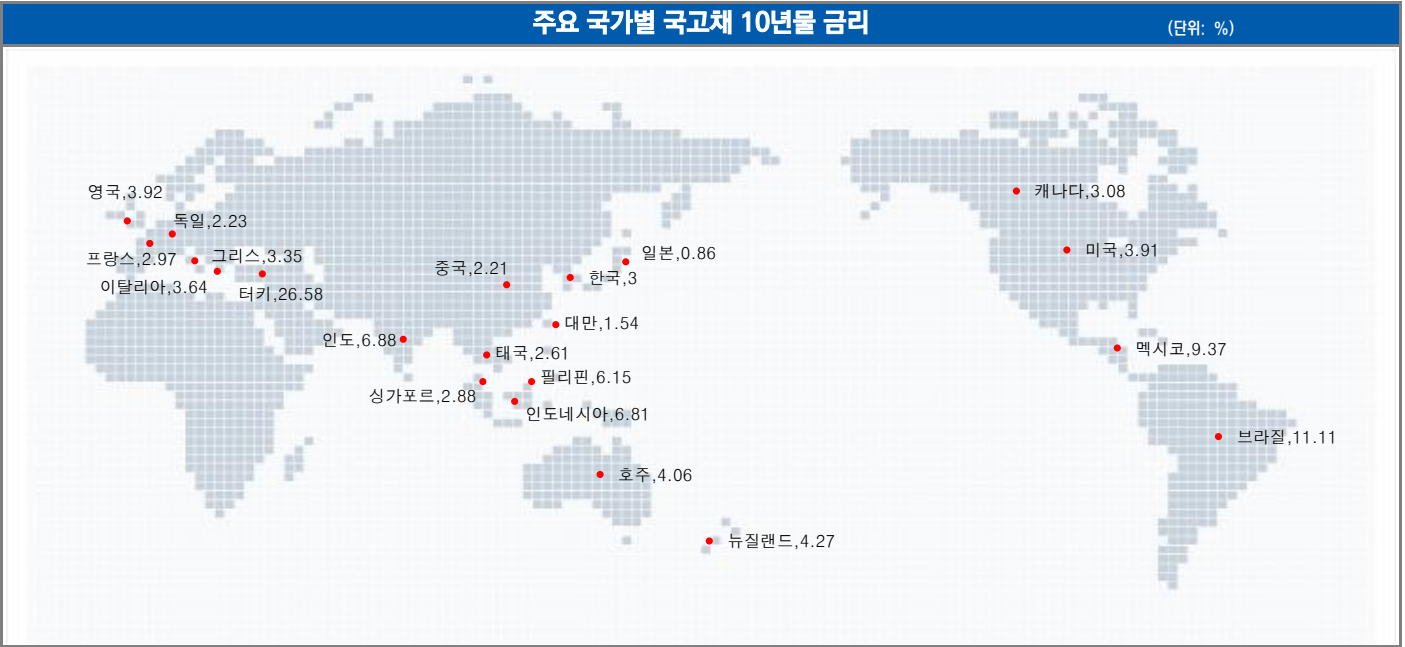 주요 국가별 국고채 10년물 금리
(단위: %)
영국,3.92
독일,2.23
프랑스,2.97
그리스,3.35
이탈리아,3.64
터키,26.58
중국,2.21
일본,0.86
한국,3
대만,1.54
인도,6.88
태국,2.61
싱가포르,2.88
필리핀,6.15
인도네시아,6.81
호주,4.06
뉴질랜드,4.27
캐나다,3.08
미국,3.91
멕시코,9.37
브라질,11.11